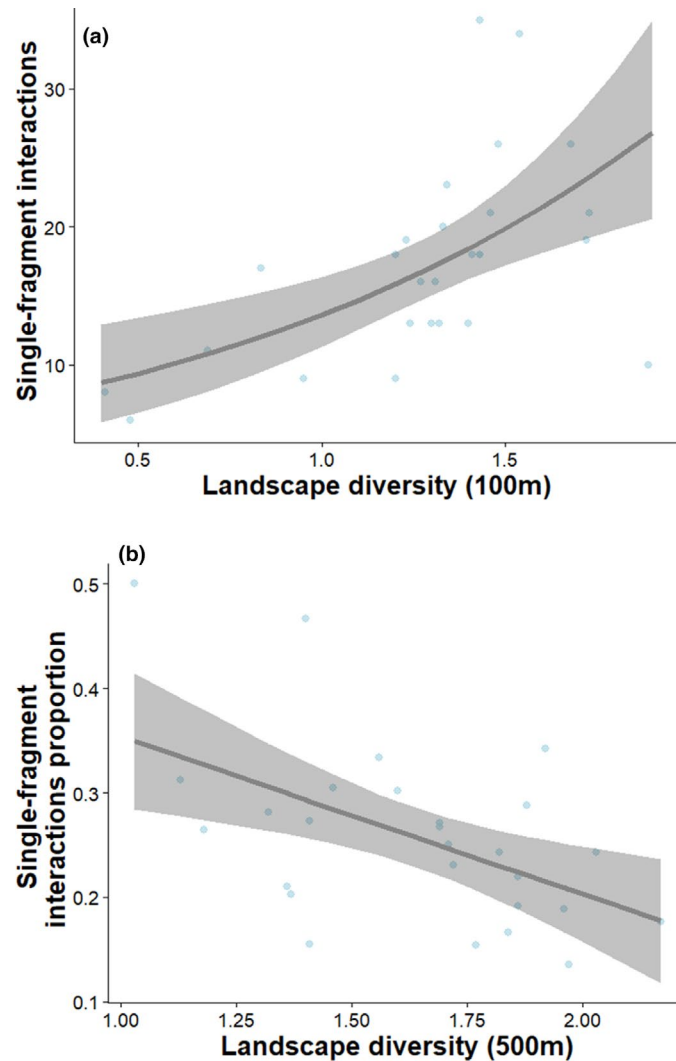 (a)
Single-fragment interactions
30
20
10
0.5 1.0 1.5
Landscape diversity (100m)
(b)
Single-fragment
interactions proportion
0.5
0.4
0.3
0.2
0.1
1.00 1.25 1.50 1.75 2.00
Landscape diversity (500m)